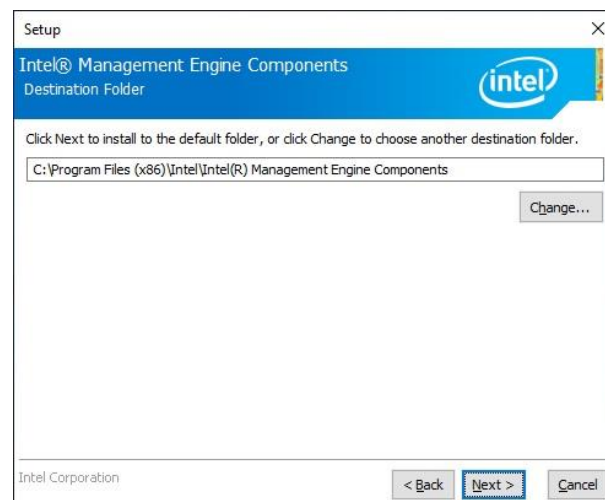 Setup
Intel® Management Engine Components
Destination Folder
intel
Click Next to install to the default folder, or click Change to choose another destination folder.
C:\Program Files (x86)\Intel\Intel(R) Management Engine Components
Change...
Intel Corporation
< Back Next > Cancel